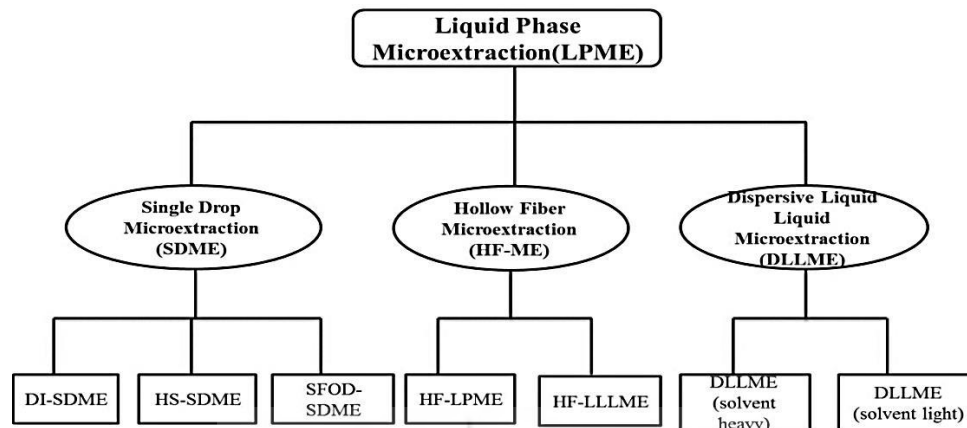 Liquid Phase
Microextraction(LPME)
Single Drop
Microextraction
(SDME)
Hollow Fiber
Microextraction
(HF-ME)
Dispersive Liquid
Liquid
Microextraction
(DLLME)
DI-SDME
HS-SDME
SFOD-
SDME
HF-LPME
HF-LLLME
DLLME
(solvent
heavy)
DLLME
(solvent light)